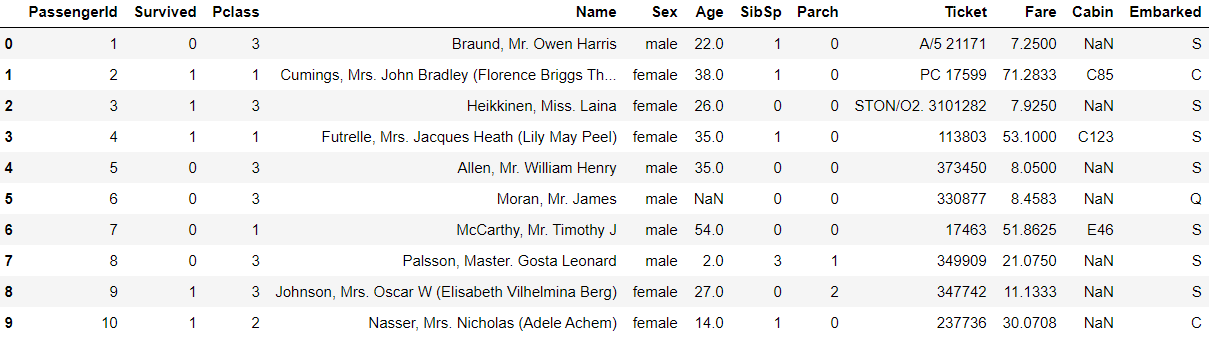 PassengerId Survived Pclass Name Sex Age SibSp Parch Ticket Fare Cabin Embarked
0 1 0 3 Braund, Mr. Owen Harris male 22.0 1 0 A/5 21171 7.2500 NaN S
1 2 1 1 Cumings, Mrs. John Bradley (Florence Briggs Th... female 38.0 1 0 PC 17599 71.2833 C85 C
2 3 1 3 Heikkinen, Miss. Laina female 26.0 0 0 STON/O2. 3101282 7.9250 NaN S
3 4 1 1 Futrelle, Mrs. Jacques Heath (Lily May Peel) female 35.0 1 0 113803 53.1000 C123 S
4 5 0 3 Allen, Mr. William Henry male 35.0 0 0 373450 8.0500 NaN S
5 6 0 3 Moran, Mr. James male NaN 0 0 330877 8.4583 NaN Q
6 7 0 1 McCarthy, Mr. Timothy J male 54.0 0 0 17463 51.8625 E46 S
7 8 0 3 Palsson, Master. Gosta Leonard male 2.0 3 1 349909 21.0750 NaN S
8 9 1 3 Johnson, Mrs. Oscar W (Elisabeth Vilhelmina Berg) female 27.0 0 2 347742 11.1333 NaN S
9 10 1 2 Nasser, Mrs. Nicholas (Adele Achem) female 14.0 1 0 237736 30.0708 NaN C